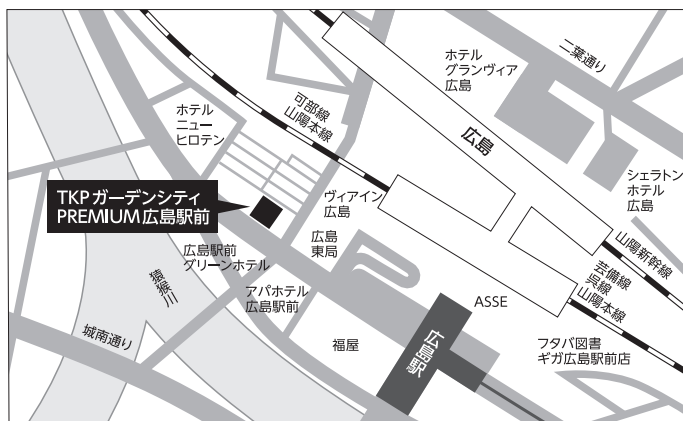 ホテル
グランヴィア
広島
二葉通り
ホテル
ニュー
ヒロテン
可部線
山陽本線
広島
シェラトン
ホテル
広島
TKPガーデンシティ
PREMIUM広島駅前
ヴィアイン
広島
広島
東局
広島駅前
グリーンホテル
山陽新幹線
芸備線
呉線
山陽本線
猿猴川
アパホテル
広島駅前
ASSE
城南通り
福屋
広島駅
フタバ図書
ギガ広島駅前店